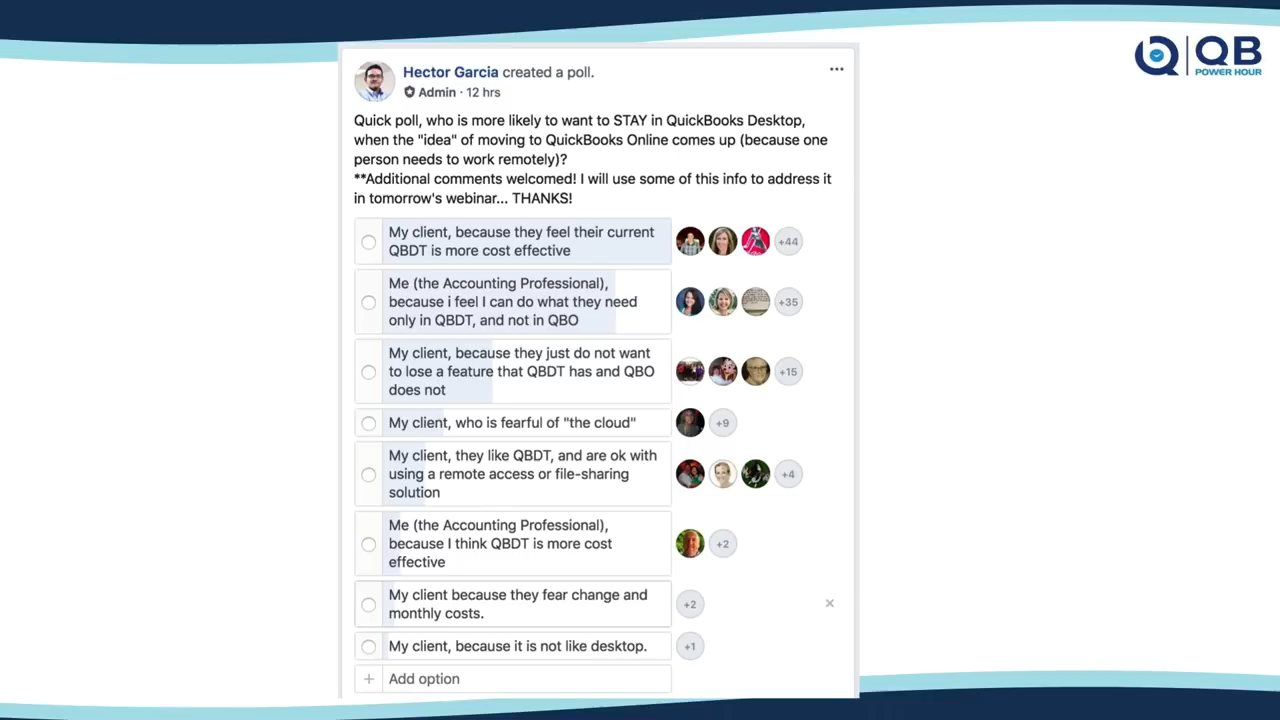 QB
POWER HOUR
Hector Garcia created a poll.
Admin · 12 hrs
Quick poll, who is more likely to want to STAY in QuickBooks Desktop,
when the "idea" of moving to QuickBooks Online comes up (because one
person needs to work remotely)?
**Additional comments welcomed! I will use some of this info to address it
in tomorrow's webinar... THANKS!
My client, because they feel their current
QBDT is more cost effective
+44
Me (the Accounting Professional),
because i feel I can do what they need
only in QBDT, and not in QBO
+35
My client, because they just do not want
to lose a feature that QBDT has and QBO
does not
+15
My client, who is fearful of "the cloud"
+9
My client, they like QBDT, and are ok with
using a remote access or file-sharing
solution
+4
Me (the Accounting Professional),
because I think QBDT is more cost
effective
+2
My client because they fear change and
monthly costs.
+2
My client, because it is not like desktop.
+1
Add option